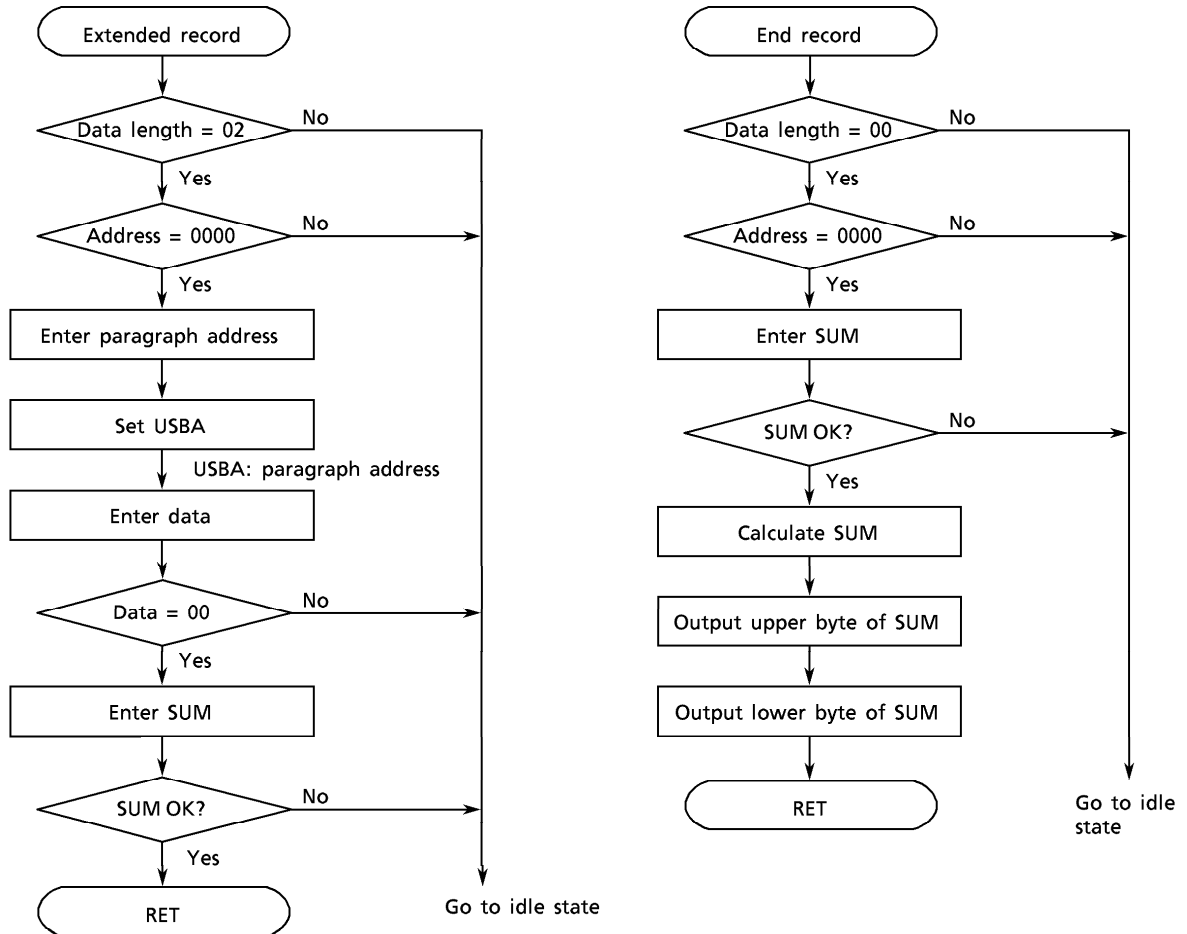 Extended record
Data length = 02
No
Yes
Address = 0000
No
Yes
Enter paragraph address
Set USBA
USBA: paragraph address
Enter data
Data = 00
No
Yes
Enter SUM
SUM OK?
No
Yes
RET
Go to idle state
End record
Data length = 00
No
Yes
Address = 0000
No
Yes
Enter SUM
SUM OK?
No
Yes
Calculate SUM
Output upper byte of SUM
Output lower byte of SUM
RET
Go to idle
state